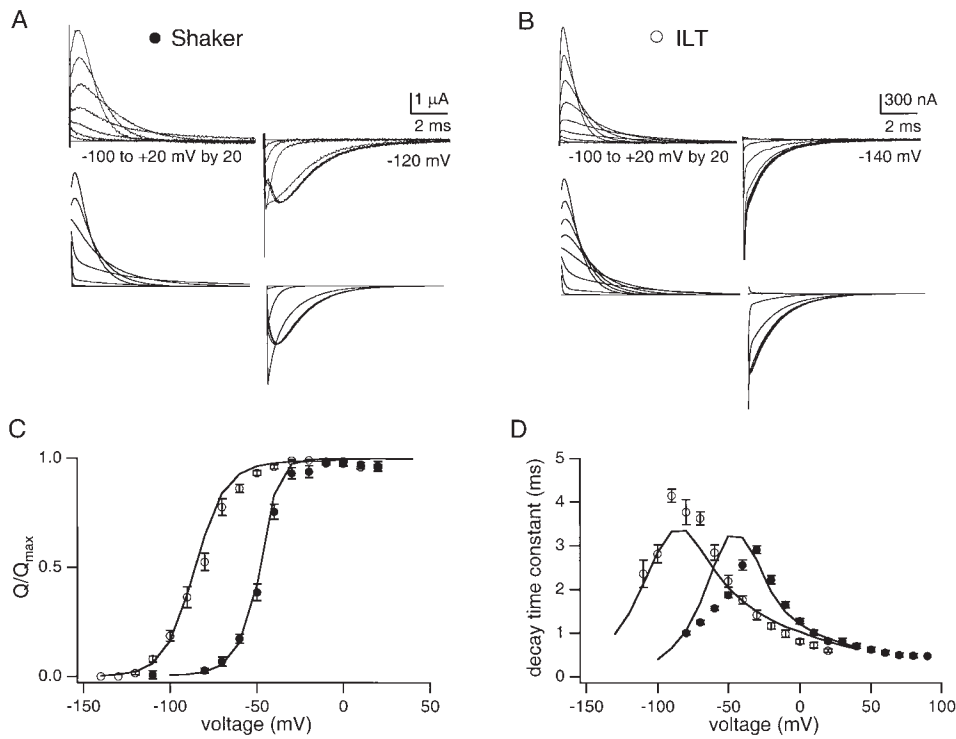 A
● Shaker
1 μA
2 ms
-100 to +20 mV by 20
-120 mV
B
○ ILT
300 nA
2 ms
-100 to +20 mV by 20
-140 mV
C
1.0
0.5
0.0
Q/Qmax
-150 -100 -50 0 50
voltage (mV)
D
5
4
3
2
1
0
decay time constant (ms)
-150 -100 -50 0 50 100
voltage (mV)